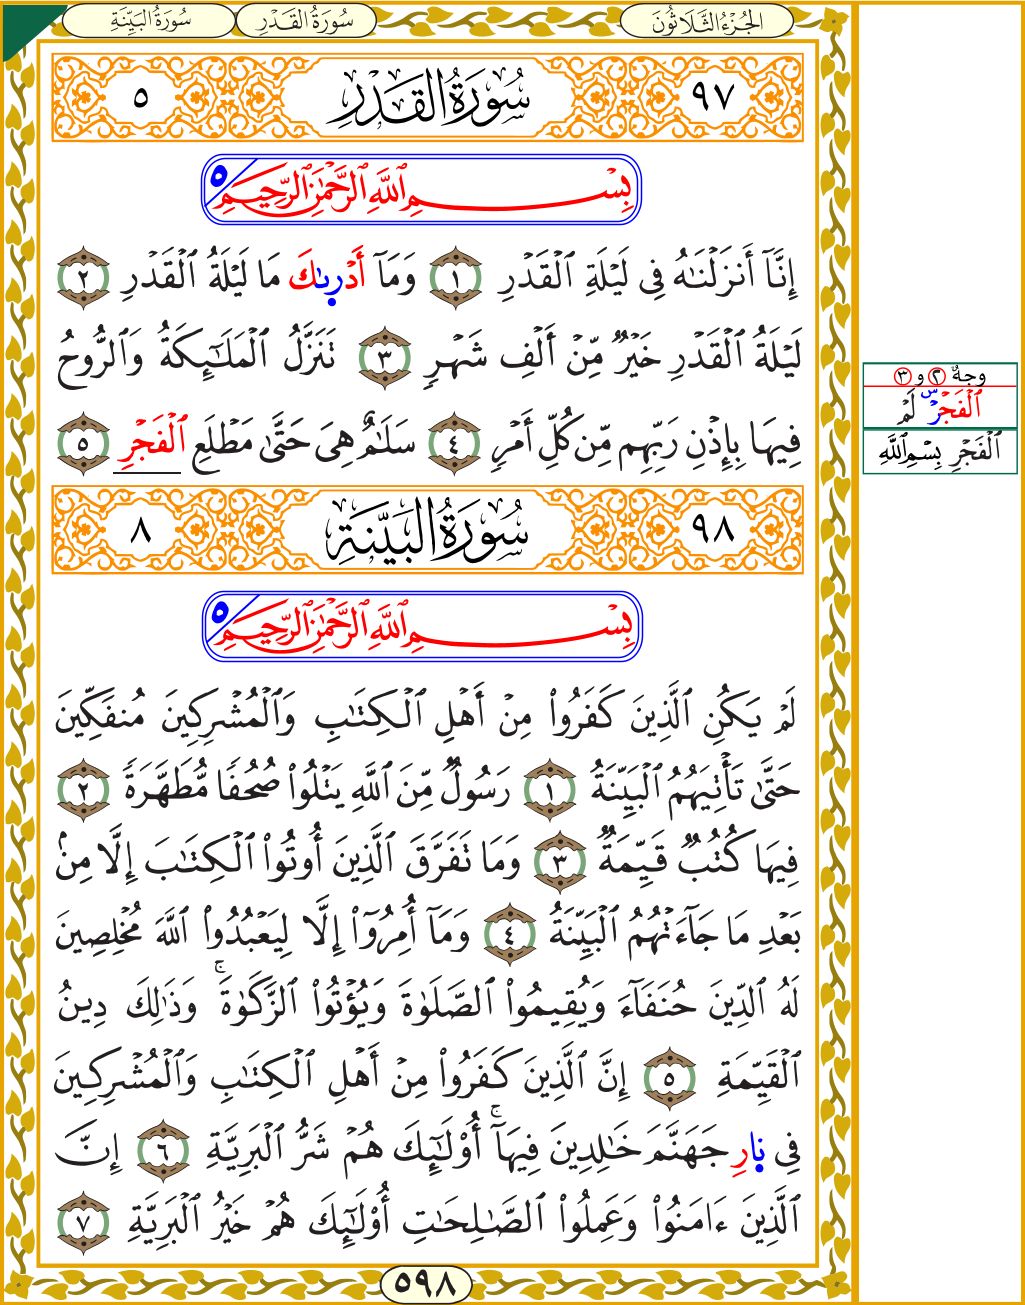 الجُزْءُ الثَّلَاثُونَ سُورَةُ القَدْرِ سُورَةُ البَيِّنَةِ
٩٧ سُورَةُ القَدْرِ ٥
بِسْمِ ٱللَّهِ ٱلرَّحْمَٰنِ ٱلرَّحِيمِ ٥
إِنَّآ أَنزَلْنَٰهُ فِى لَيْلَةِ ٱلْقَدْرِ ١ وَمَآ أَدْرِىٰكَ مَا لَيْلَةُ ٱلْقَدْرِ ٢
لَيْلَةُ ٱلْقَدْرِ خَيْرٌ مِّنْ أَلْفِ شَهْرٍ ٣ تَنَزَّلُ ٱلْمَلَٰٓئِكَةُ وَٱلرُّوحُ
فِيهَا بِإِذْنِ رَبِّهِم مِّن كُلِّ أَمْرٍ ٤ سَلَٰمٌ هِىَ حَتَّىٰ مَطْلَعِ ٱلْفَجْرِ ٥
وجهٌ ٢ و ٣
ٱلْفَجْرِ س لَمْ
ٱلْفَجْرِ بِسْمِ ٱللَّهِ
٩٨ سُورَةُ البَيِّنَةِ ٨
بِسْمِ ٱللَّهِ ٱلرَّحْمَٰنِ ٱلرَّحِيمِ ٥
لَمْ يَكُنِ ٱلَّذِينَ كَفَرُوا۟ مِنْ أَهْلِ ٱلْكِتَٰبِ وَٱلْمُشْرِكِينَ مُنفَكِّينَ
حَتَّىٰ تَأْتِيَهُمُ ٱلْبَيِّنَةُ ١ رَسُولٌ مِّنَ ٱللَّهِ يَتْلُوا۟ صُحُفًا مُّطَهَّرَةً ٢
فِيهَا كُتُبٌ قَيِّمَةٌ ٣ وَمَا تَفَرَّقَ ٱلَّذِينَ أُوتُوا۟ ٱلْكِتَٰبَ إِلَّا مِنۢ
بَعْدِ مَا جَآءَتْهُمُ ٱلْبَيِّنَةُ ٤ وَمَآ أُمِرُوٓا۟ إِلَّا لِيَعْبُدُوا۟ ٱللَّهَ مُخْلِصِينَ
لَهُ ٱلدِّينَ حُنَفَآءَ وَيُقِيمُوا۟ ٱلصَّلَوٰةَ وَيُؤْتُوا۟ ٱلزَّكَوٰةَۚ وَذَٰلِكَ دِينُ
ٱلْقَيِّمَةِ ٥ إِنَّ ٱلَّذِينَ كَفَرُوا۟ مِنْ أَهْلِ ٱلْكِتَٰبِ وَٱلْمُشْرِكِينَ
فِى نَارِ جَهَنَّمَ خَٰلِدِينَ فِيهَآۚ أُو۟لَٰٓئِكَ هُمْ شَرُّ ٱلْبَرِيَّةِ ٦ إِنَّ
ٱلَّذِينَ ءَامَنُوا۟ وَعَمِلُوا۟ ٱلصَّٰلِحَٰتِ أُو۟لَٰٓئِكَ هُمْ خَيْرُ ٱلْبَرِيَّةِ ٧
٥٩٨